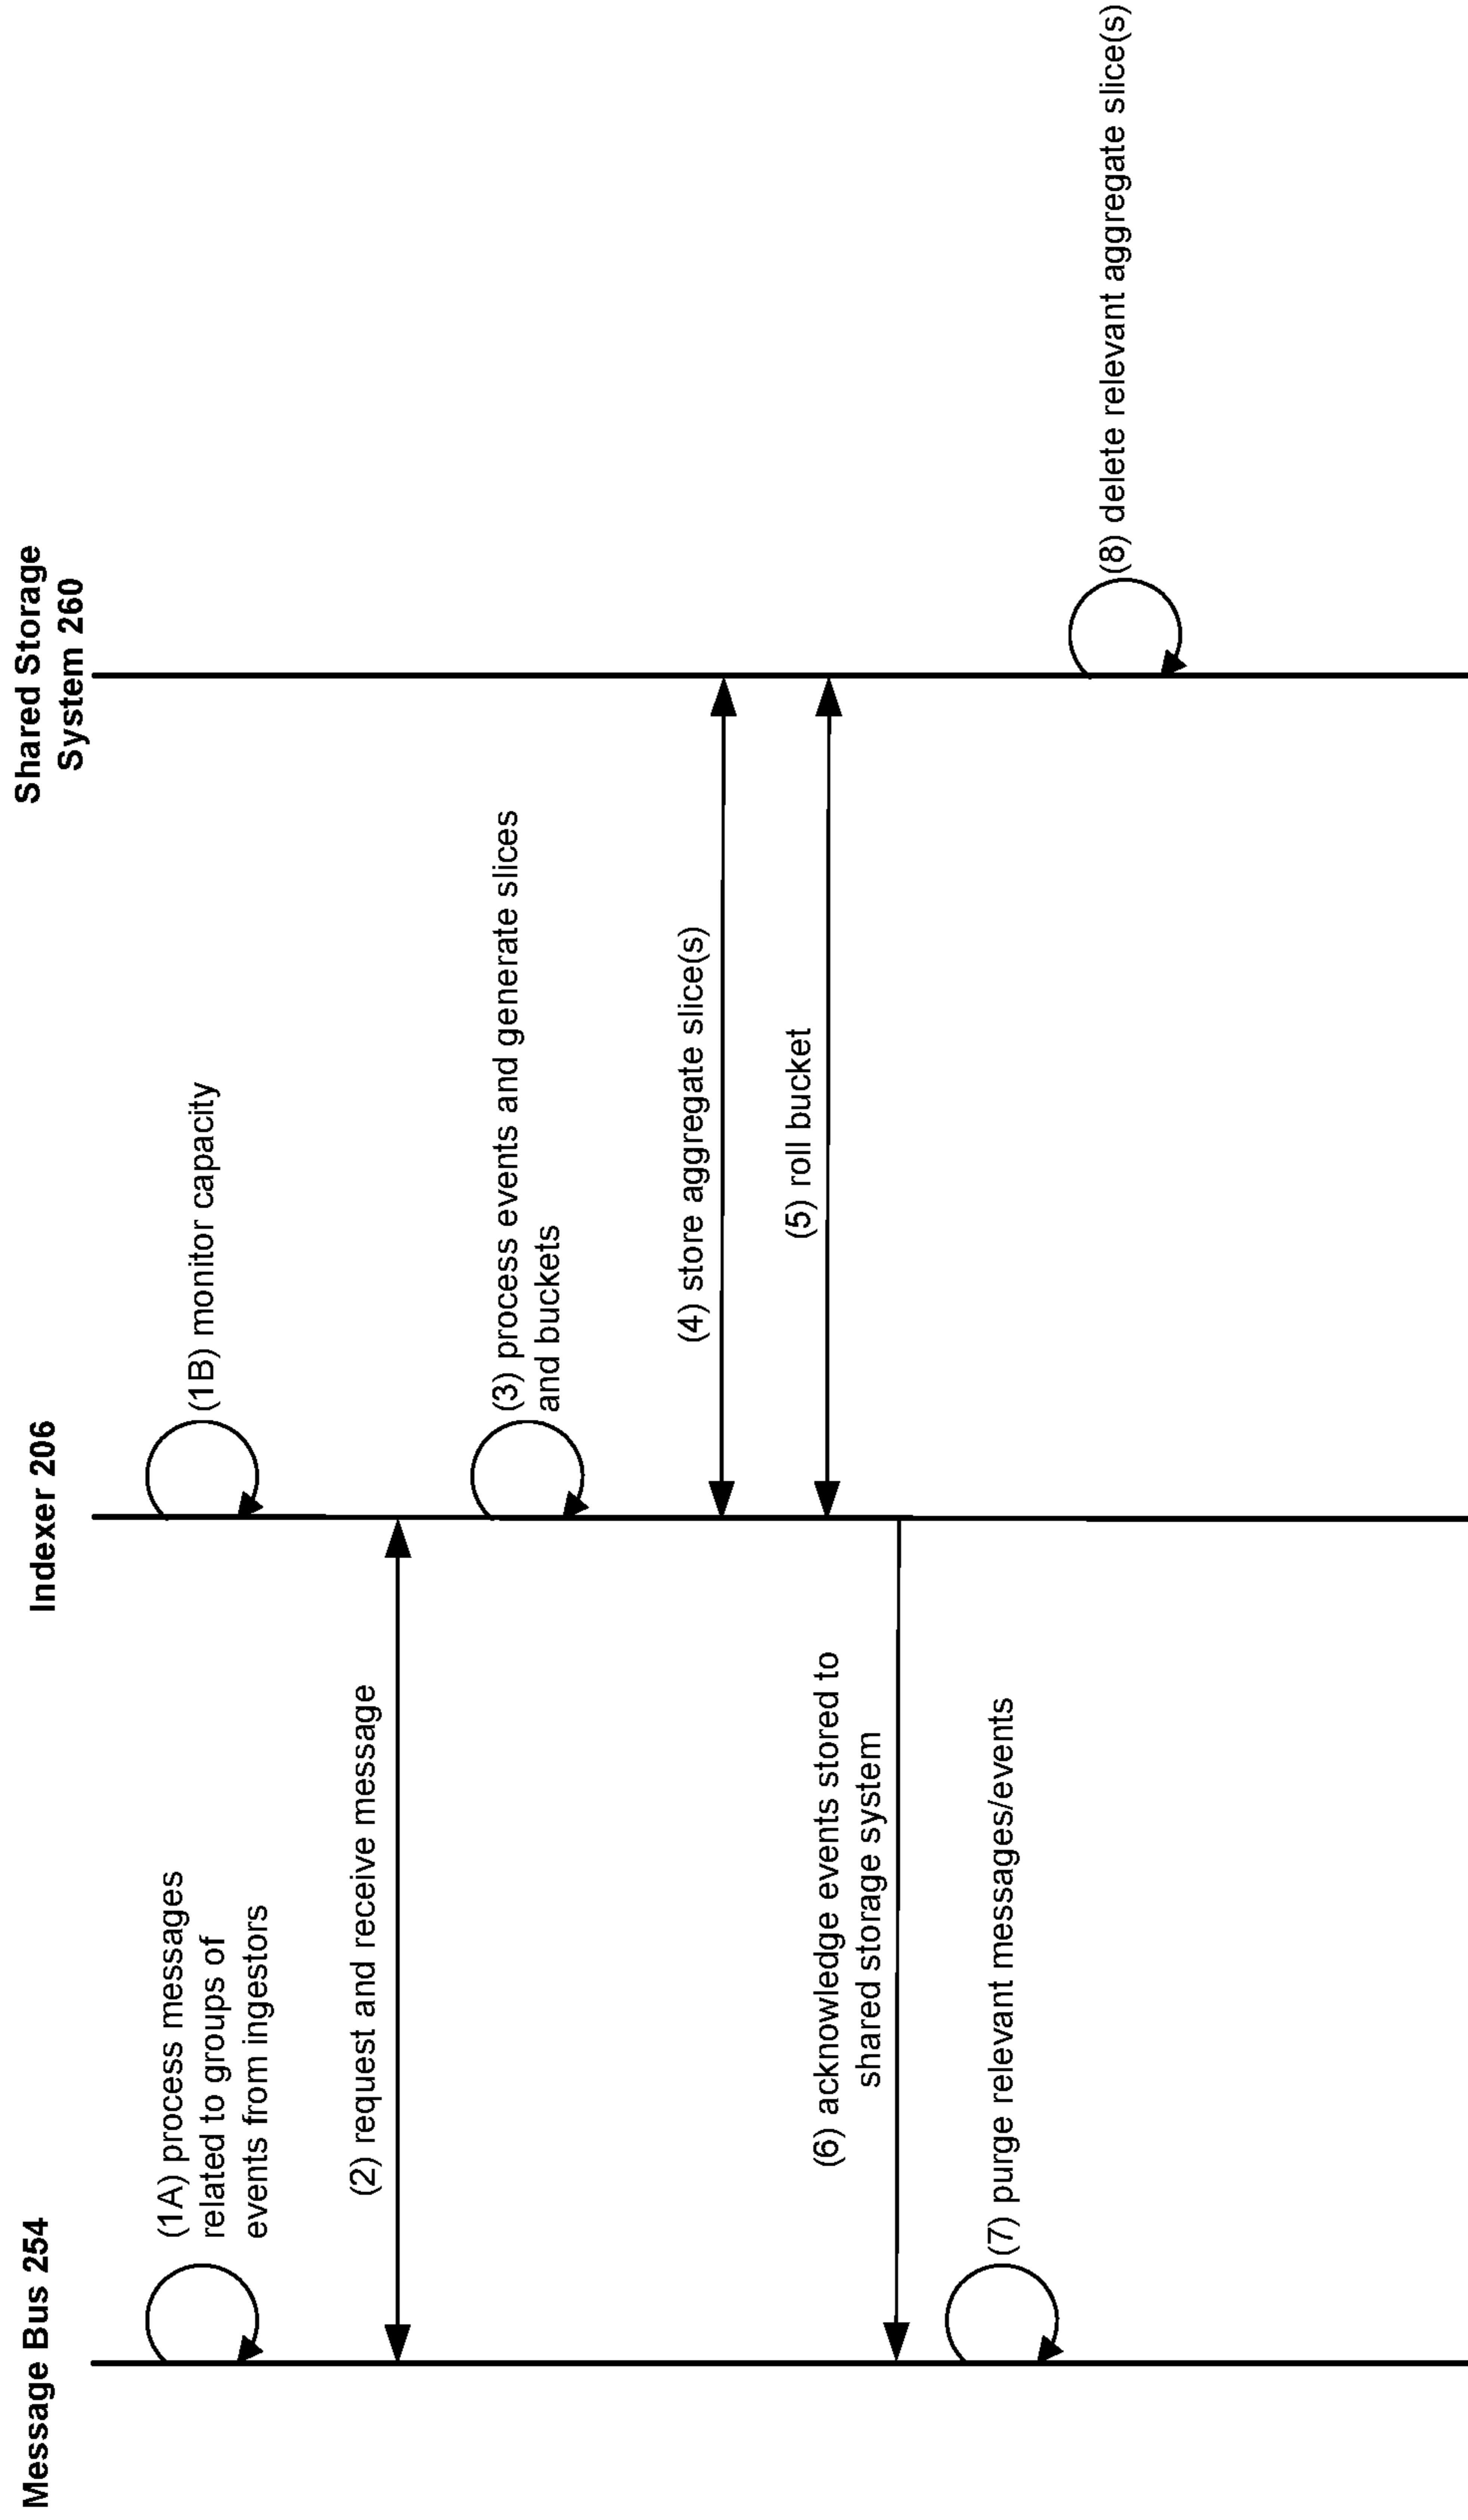 Message Bus 254
Indexer 206
Shared Storage
System 260
(1A) process messages
related to groups of
events from ingestors
(1B) monitor capacity
(2) request and receive message
(3) process events and generate slices
and buckets
(4) store aggregate slice(s)
(5) roll bucket
(6) acknowledge events stored to
shared storage system
(7) purge relevant messages/events
(8) delete relevant aggregate slice(s)